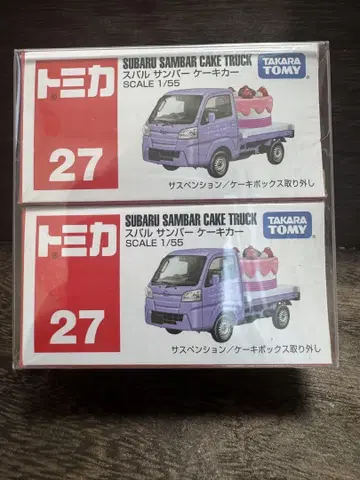 トミカ
27
SUBARU SAMBAR CAKE TRUCK
スバル サンバー ケーキカー
SCALE 1/55
TAKARA
TOMY
サスペンション/ケーキボックス取り外し
トミカ
27
SUBARU SAMBAR CAKE TRUCK
スバル サンバー ケーキカー
SCALE 1/55
TAKARA
TOMY
サスペンション/ケーキボックス取り外し